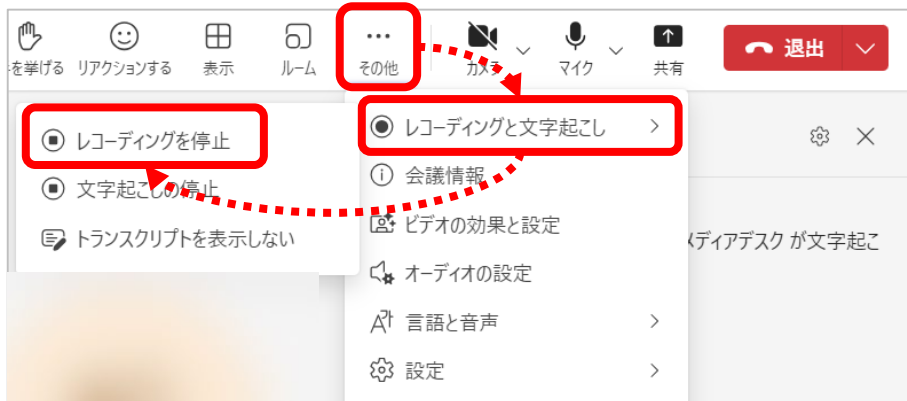 を挙げる リアクションする 表示 ルーム その他 カメラ マイク 共有 退出
レコーディングを停止
文字起こしの停止
トランスクリプトを表示しない
レコーディングと文字起こし
会議情報
ビデオの効果と設定
オーディオの設定
言語と音声
設定
メディアデスク が文字起こ